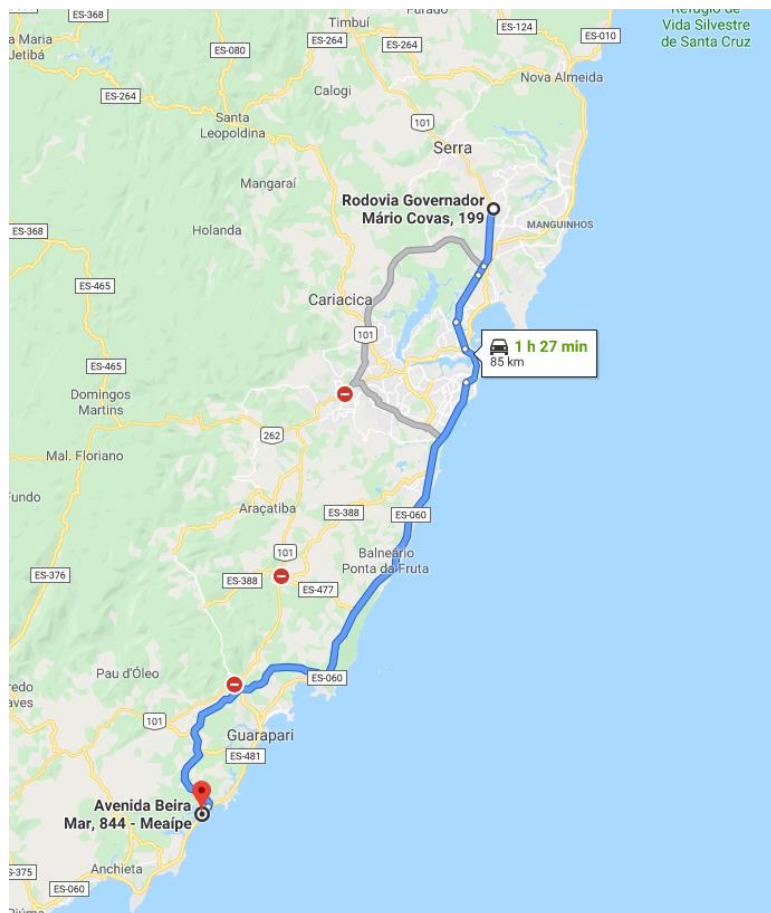 ES-368
Timbuí
ES-124
Refúgio de
Vida Silvestre
de Santa Cruz
ES-010
a Maria
Jetibá
ES-080
ES-264
Nova Almeida
Calogi
ES-264
Santa
Leopoldina
101
Serra
Mangaraí
Rodovia Governador
Mário Covas, 199
MANGUINHOS
ES-368
Holanda
ES-465
Cariacica
101
1 h 27 min
85 km
ES-465
Domingos
Martins
262
Mal. Floriano
Fundo
Araçatiba
ES-388
ES-060
101
Balneário
Ponta da Fruta
ES-376
ES-388
ES-477
Pau d'Óleo
ES-060
redo
aves
101
Guarapari
ES-481
Avenida Beira
Mar, 844 - Meaípe
Anchieta
S-375
ES-060